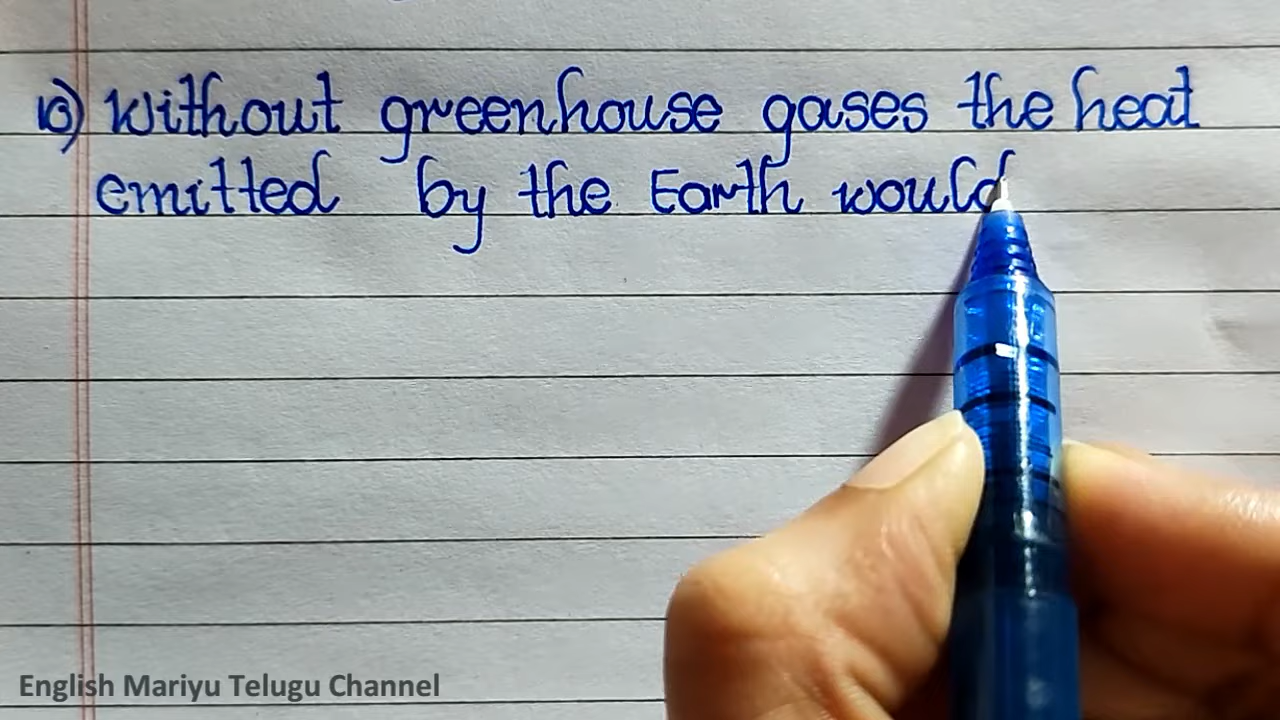 10) Without greenhouse gases the heat
emitted by the Earth would
English Mariyu Telugu Channel